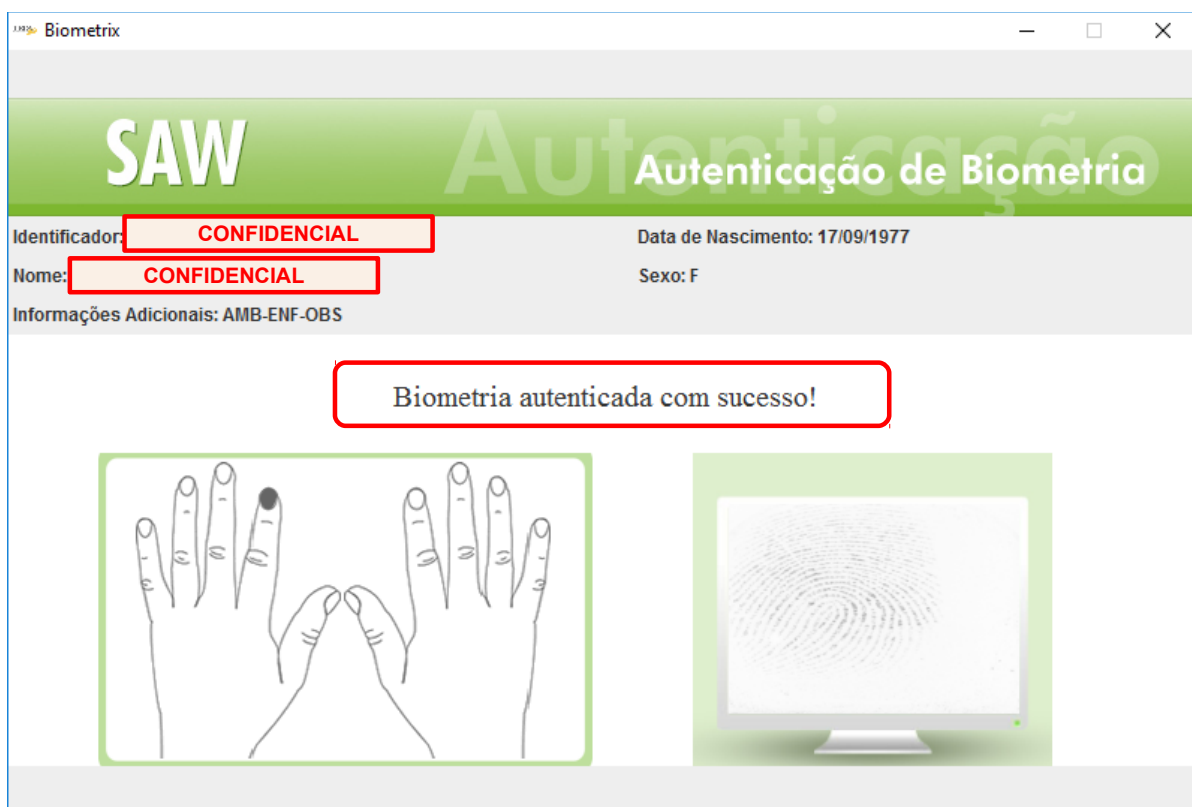 Biometrix
SAW
Autenticação
Autenticação de Biometria
Identificador: CONFIDENCIAL
Data de Nascimento: 17/09/1977
Nome: CONFIDENCIAL
Sexo: F
Informações Adicionais: AMB-ENF-OBS
Biometria autenticada com sucesso!